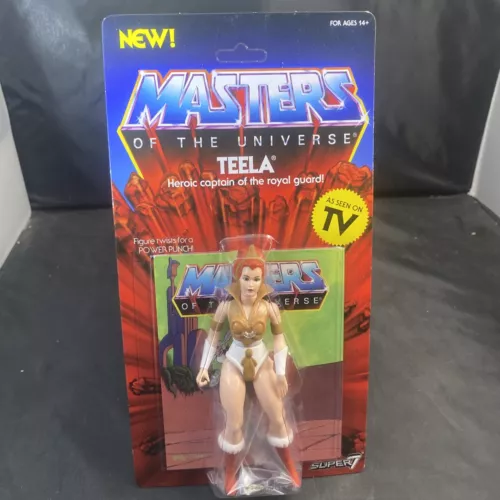 NEW!
FOR AGES 14+
MASTERS
OF THE UNIVERSE®
TEELA®
Heroic captain of the royal guard!
AS SEEN ON
TV
Figure twists for a
POWER PUNCH!
MASTERS
OF THE UNIVERSE
SUPER7